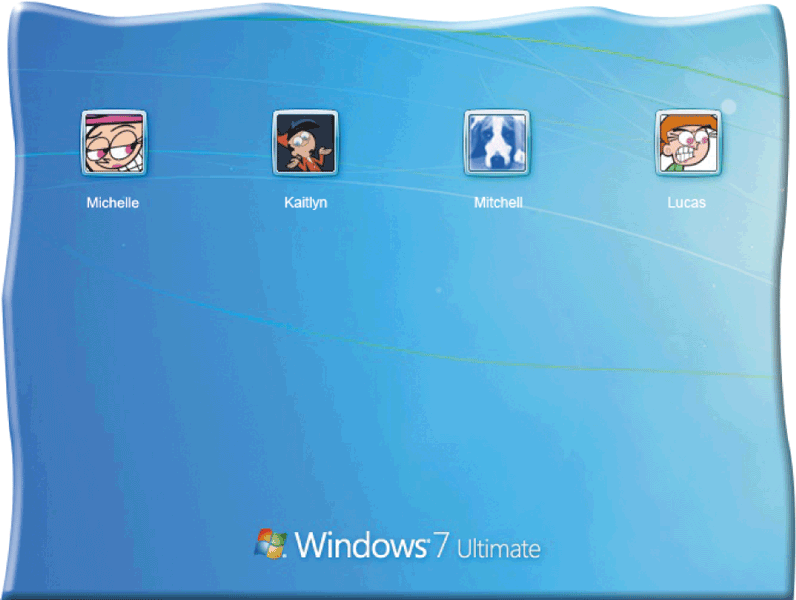 Michelle
Kaitlyn
Mitchell
Lucas
Windows 7 Ultimate